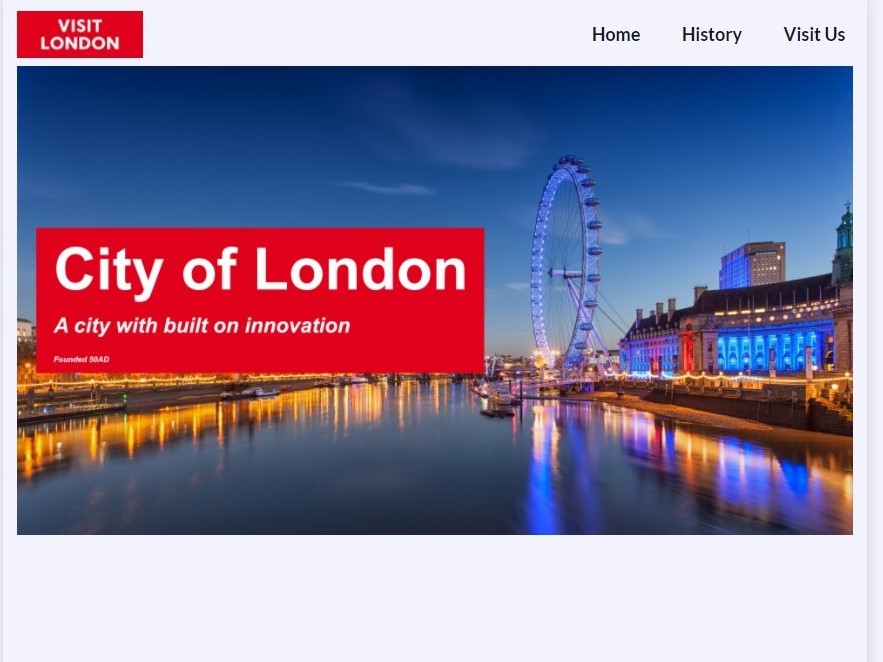 VISIT
LONDON
Home History Visit Us
City of London
A city with built on innovation
Founded 50AD